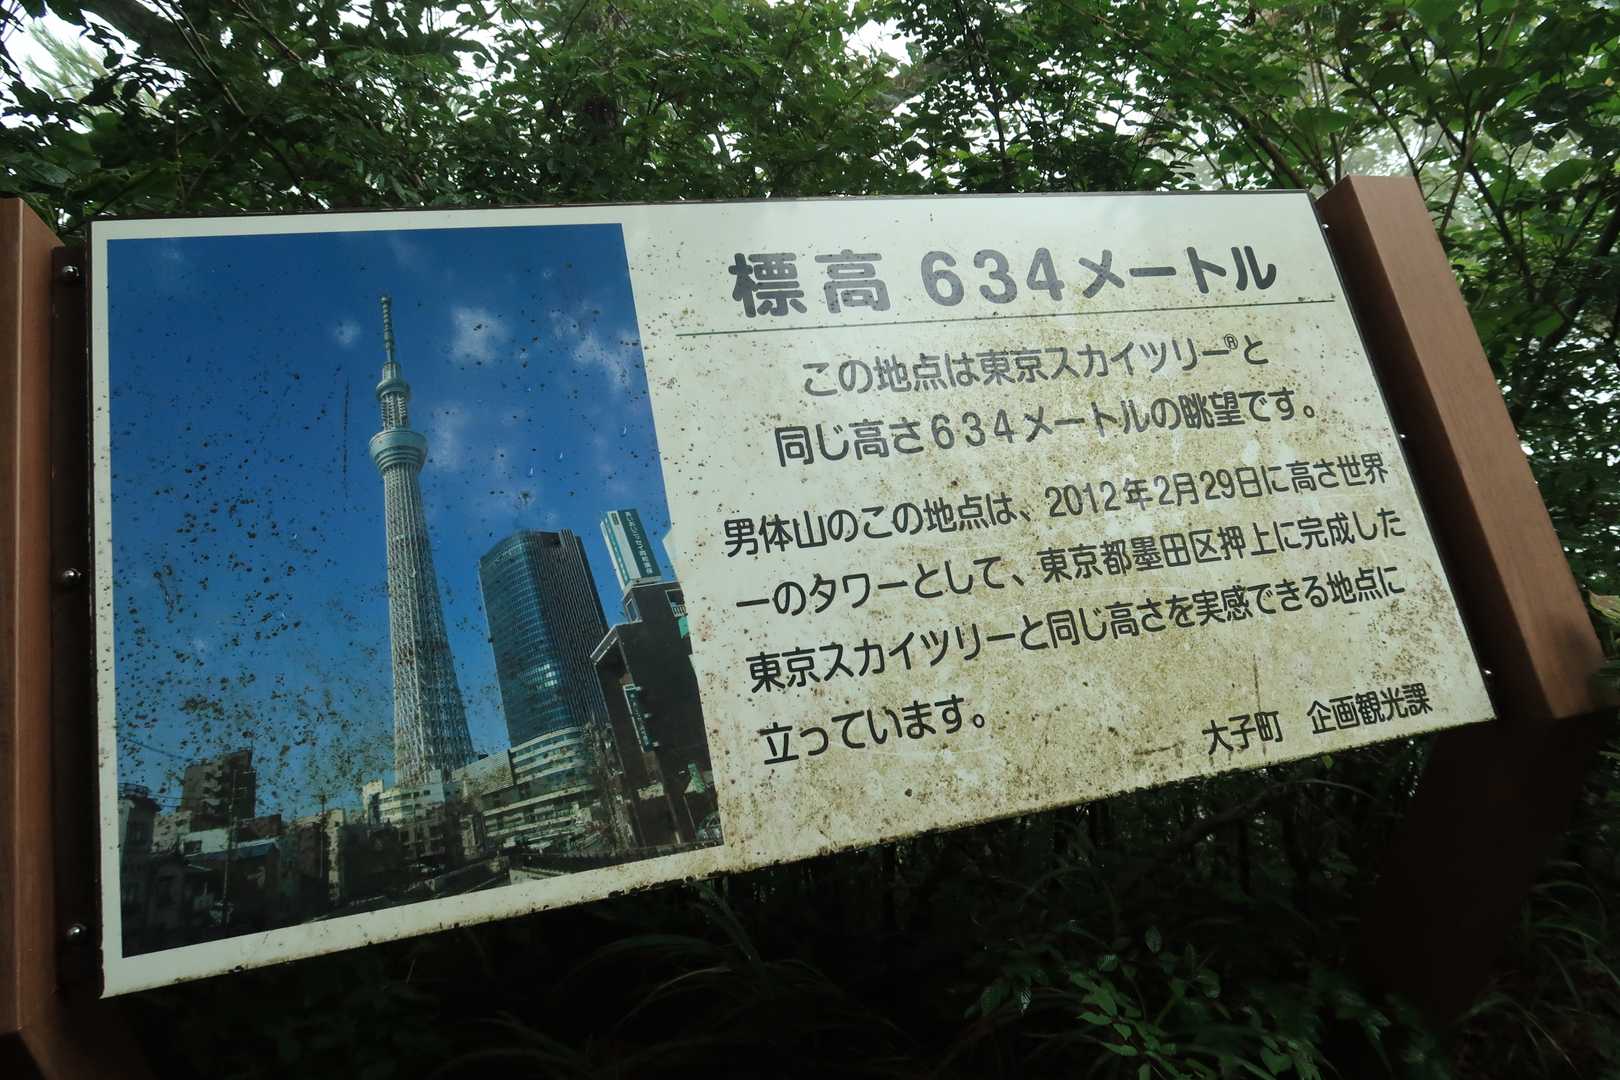 標高 634メートル
この地点は東京スカイツリー®と
同じ高さ634メートルの眺望です。
男体山のこの地点は、2012年2月29日に高さ世界
一のタワーとして、東京都墨田区押上に完成した
東京スカイツリーと同じ高さを実感できる地点に
立っています。
大子町 企画観光課